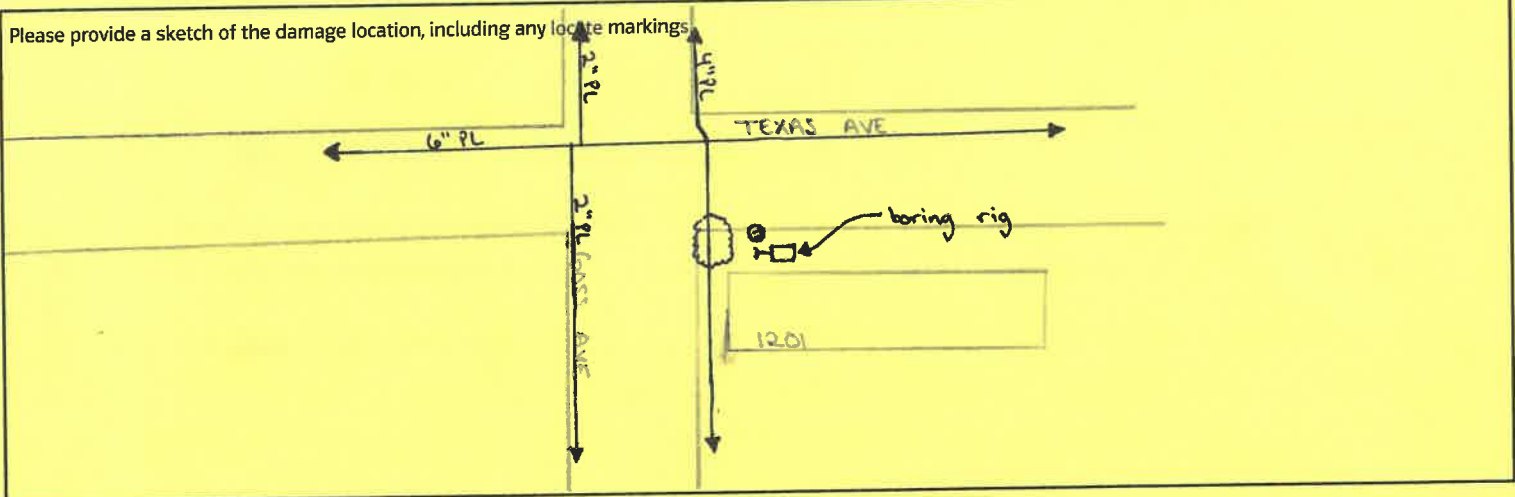 Please provide a sketch of the damage location, including any locate markings
2" PL
4" PL
6" PL
TEXAS AVE
2" PL
AVE
boring rig
1201